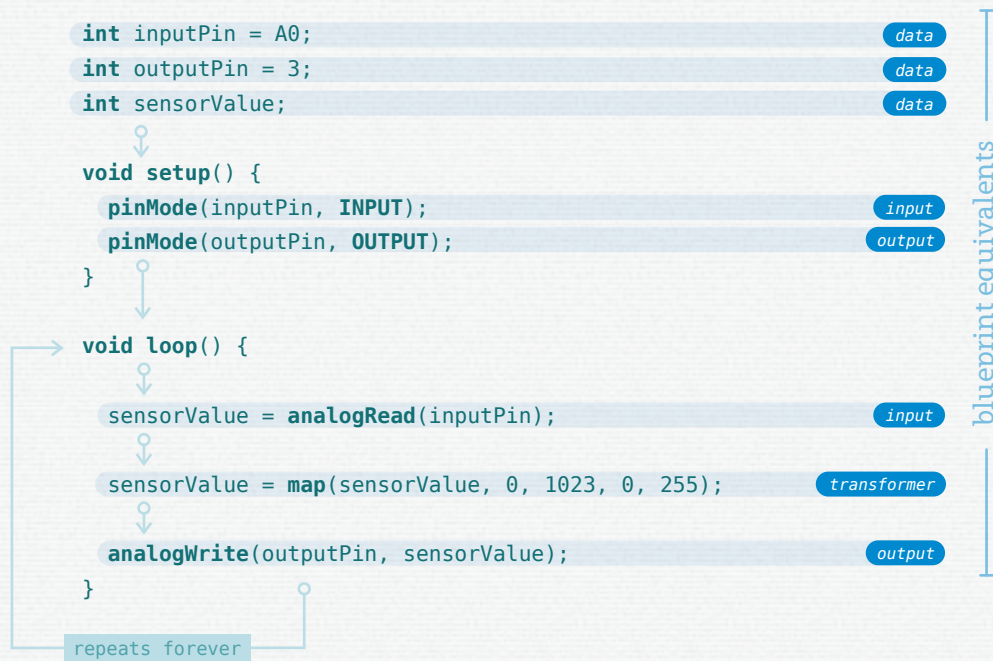 int inputPin = A0; data
int outputPin = 3; data
int sensorValue; data
void setup() {
pinMode(inputPin, INPUT); input
pinMode(outputPin, OUTPUT); output
}
void loop() {
sensorValue = analogRead(inputPin); input
sensorValue = map(sensorValue, 0, 1023, 0, 255); transformer
analogWrite(outputPin, sensorValue); output
}
repeats forever
blueprint equivalents